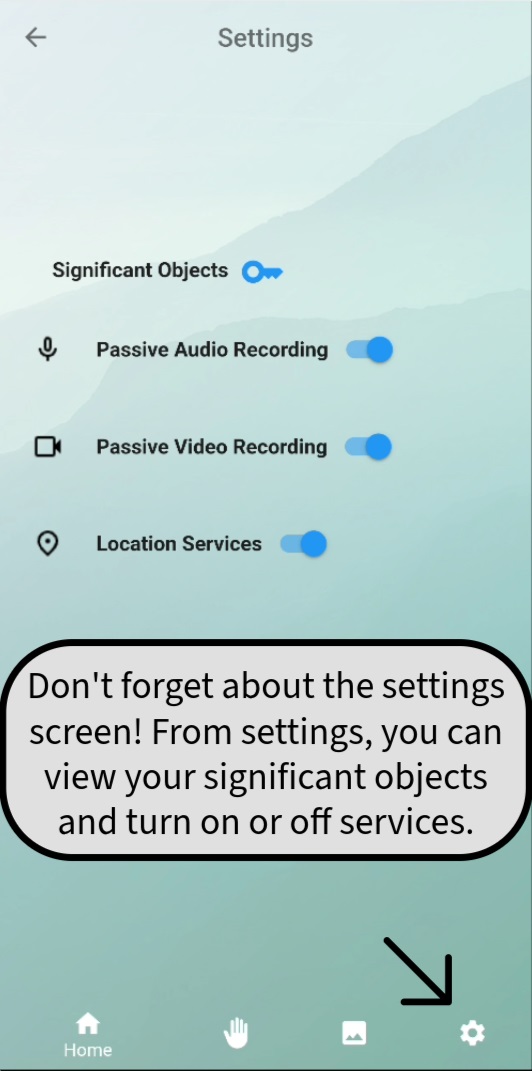 Settings
Significant Objects
Passive Audio Recording
Passive Video Recording
Location Services
Don't forget about the settings
screen! From settings, you can
view your significant objects
and turn on or off services.
Home